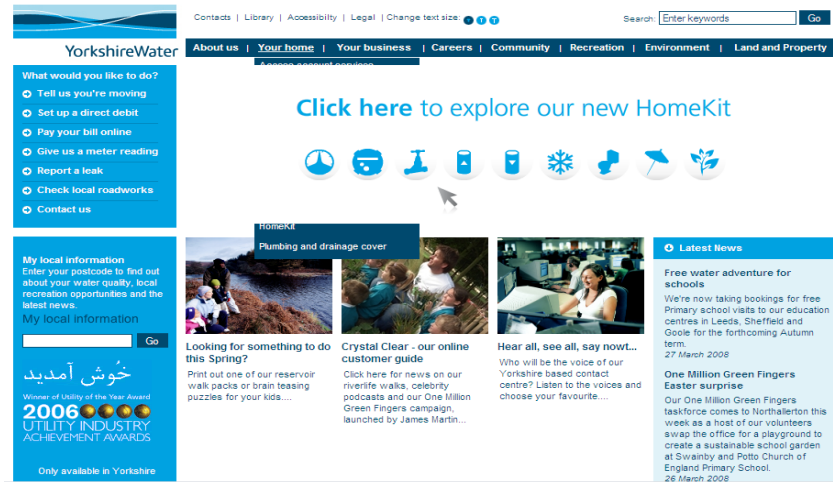 Contacts | Library | Accessibilty | Legal | Change text size: T T T
Search: Enter keywords Go
YorkshireWater
About us | Your home | Your business | Careers | Community | Recreation | Environment | Land and Property
Access account services
What would you like to do?
Tell us you're moving
Set up a direct debit
Pay your bill online
Give us a meter reading
Report a leak
Check local roadworks
Contact us
Click here to explore our new HomeKit
HomeKit
Plumbing and drainage cover
My local information
Enter your postcode to find out
about your water quality, local
recreation opportunities and the
latest news.
My local information
Go
خُوش آمدید
Winner of Utility of the Year Award
2006
UTILITY INDUSTRY
ACHIEVEMENT AWARDS
Only available in Yorkshire
Looking for something to do
this Spring?
Print out one of our reservoir
walk packs or brain teasing
puzzles for your kids....
Crystal Clear - our online
customer guide
Click here for news on our
riverlife walks, celebrity
podcasts and our One Million
Green Fingers campaign,
launched by James Martin...
Hear all, see all, say nowt...
Who will be the voice of our
Yorkshire based contact
centre? Listen to the voices and
choose your favourite....
Latest News
Free water adventure for
schools
We're now taking bookings for free
Primary school visits to our education
centres in Leeds, Sheffield and
Goole for the forthcoming Autumn
term.
27 March 2008
One Million Green Fingers
Easter surprise
Our One Million Green Fingers
taskforce comes to Northallerton this
week as a host of our volunteers
swap the office for a playground to
create a sustainable school garden
at Swainby and Potto Church of
England Primary School.
26 March 2008